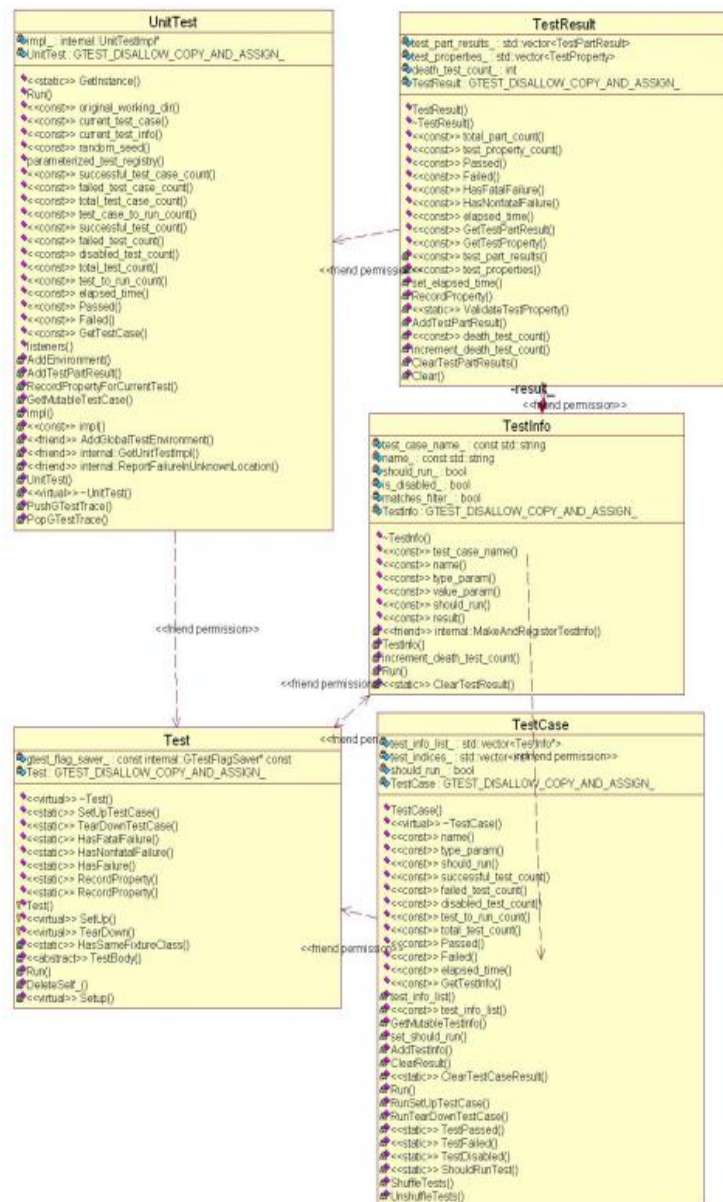 UnitTest
impl_ : internal::UnitTestImpl*
UnitTest : GTEST_DISALLOW_COPY_AND_ASSIGN_
<<static>> GetInstance()
Run()
<<const>> original_working_dir()
<<const>> current_test_case()
<<const>> current_test_info()
<<const>> random_seed()
parameterized_test_registry()
<<const>> successful_test_case_count()
<<const>> failed_test_case_count()
<<const>> total_test_case_count()
<<const>> test_case_to_run_count()
<<const>> successful_test_count()
<<const>> failed_test_count()
<<const>> disabled_test_count()
<<const>> total_test_count()
<<const>> test_to_run_count()
<<const>> elapsed_time()
<<const>> Passed()
<<const>> Failed()
<<const>> GetTestCase()
listeners()
AddEnvironment()
AddTestPartResult()
RecordPropertyForCurrentTest()
GetMutableTestCase()
impl()
<<const>> impl()
<<friend>> AddGlobalTestEnvironment()
<<friend>> internal::GetUnitTestImpl()
<<friend>> internal::ReportFailureInUnknownLocation()
UnitTest()
<<virtual>> ~UnitTest()
PushGTestTrace()
PopGTestTrace()
TestResult
test_part_results_ : std::vector<TestPartResult>
test_properties_ : std::vector<TestProperty>
death_test_count_ : int
TestResult : GTEST_DISALLOW_COPY_AND_ASSIGN_
TestResult()
~TestResult()
<<const>> total_part_count()
<<const>> test_property_count()
<<const>> Passed()
<<const>> Failed()
<<const>> HasFatalFailure()
<<const>> HasNonfatalFailure()
<<const>> elapsed_time()
<<const>> GetTestPartResult()
<<const>> GetTestProperty()
<<const>> test_part_results()
<<const>> test_properties()
set_elapsed_time()
RecordProperty()
<<static>> ValidateTestProperty()
AddTestPartResult()
<<const>> death_test_count()
increment_death_test_count()
ClearTestPartResults()
Clear()
<<friend permission>>
-result_
<<friend permission>>
TestInfo
test_case_name_ : const std::string
name_ : const std::string
should_run_ : bool
is_disabled_ : bool
matches_filter_ : bool
TestInfo : GTEST_DISALLOW_COPY_AND_ASSIGN_
~TestInfo()
<<const>> test_case_name()
<<const>> name()
<<const>> type_param()
<<const>> value_param()
<<const>> should_run()
<<const>> result()
<<friend>> internal::MakeAndRegisterTestInfo()
TestInfo()
increment_death_test_count()
Run()
<<static>> ClearTestResult()
<<friend permission>>
<<friend permission>>
<<friend per
Test
gtest_flag_saver_ : const internal::GTestFlagSaver* const
Test : GTEST_DISALLOW_COPY_AND_ASSIGN_
<<virtual>> ~Test()
<<static>> SetUpTestCase()
<<static>> TearDownTestCase()
<<static>> HasFatalFailure()
<<static>> HasNonfatalFailure()
<<static>> HasFailure()
<<static>> RecordProperty()
<<static>> RecordProperty()
Test()
<<virtual>> SetUp()
<<virtual>> TearDown()
<<static>> HasSameFixtureClass()
<<abstract>> TestBody()
Run()
DeleteSelf_()
<<virtual>> Setup()
<<friend permission>>
TestCase
test_info_list_ : std::vector<TestInfo*>
test_indices_ : std::vector<int>
<<friend permission>>
should_run_ : bool
TestCase : GTEST_DISALLOW_COPY_AND_ASSIGN_
TestCase()
<<virtual>> ~TestCase()
<<const>> name()
<<const>> type_param()
<<const>> should_run()
<<const>> successful_test_count()
<<const>> failed_test_count()
<<const>> disabled_test_count()
<<const>> test_to_run_count()
<<const>> total_test_count()
<<const>> Passed()
<<const>> Failed()
<<const>> elapsed_time()
<<const>> GetTestInfo()
test_info_list()
<<const>> test_info_list()
GetMutableTestInfo()
set_should_run()
AddTestInfo()
ClearResult()
<<static>> ClearTestCaseResult()
Run()
RunSetUpTestCase()
RunTearDownTestCase()
<<static>> TestPassed()
<<static>> TestFailed()
<<static>> TestDisabled()
<<static>> ShouldRunTest()
ShuffleTests()
UnshuffleTests()